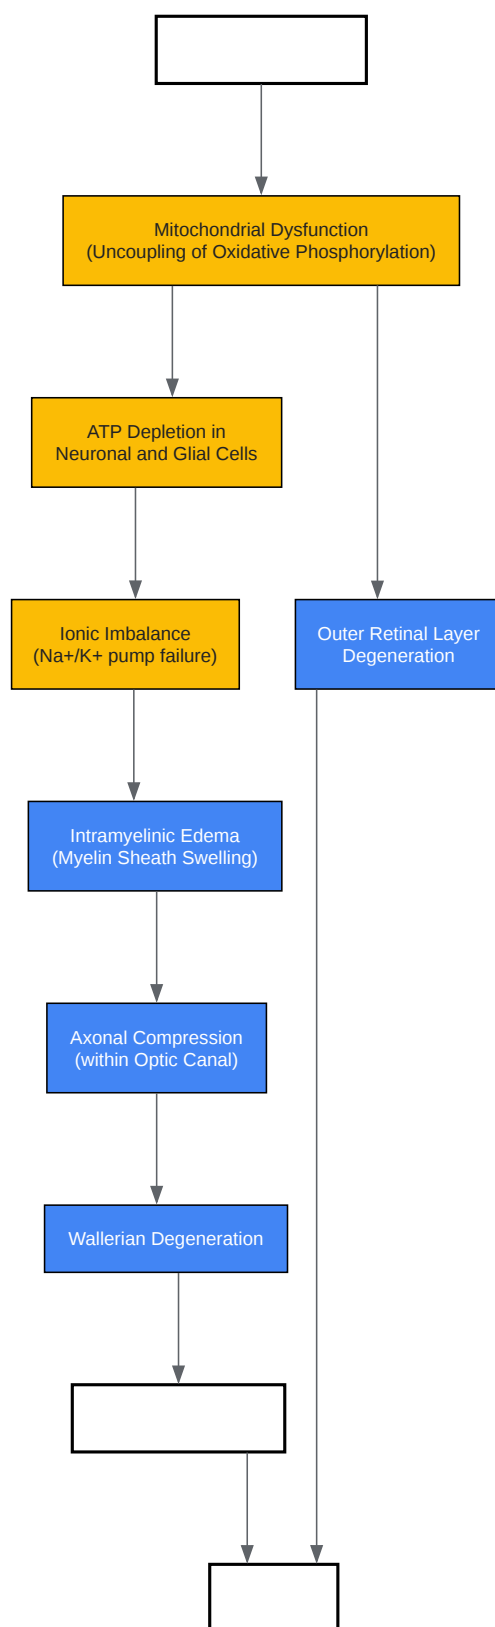 Mitochondrial Dysfunction
(Uncoupling of Oxidative Phosphorylation)
ATP Depletion in
Neuronal and Glial Cells
Ionic Imbalance
(Na+/K+ pump failure)
Outer Retinal Layer
Degeneration
Intramyelinic Edema
(Myelin Sheath Swelling)
Axonal Compression
(within Optic Canal)
Wallerian Degeneration